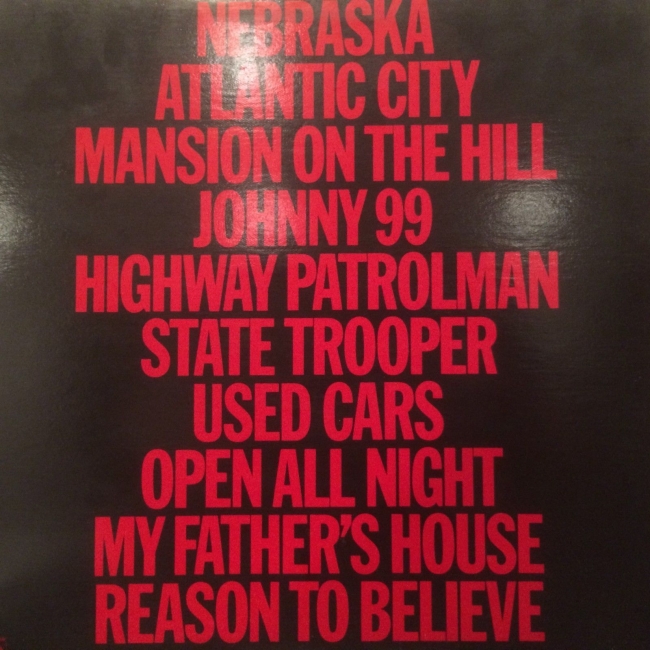 NEBRASKA
ATLANTIC CITY
MANSION ON THE HILL
JOHNNY 99
HIGHWAY PATROLMAN
STATE TROOPER
USED CARS
OPEN ALL NIGHT
MY FATHER'S HOUSE
REASON TO BELIEVE